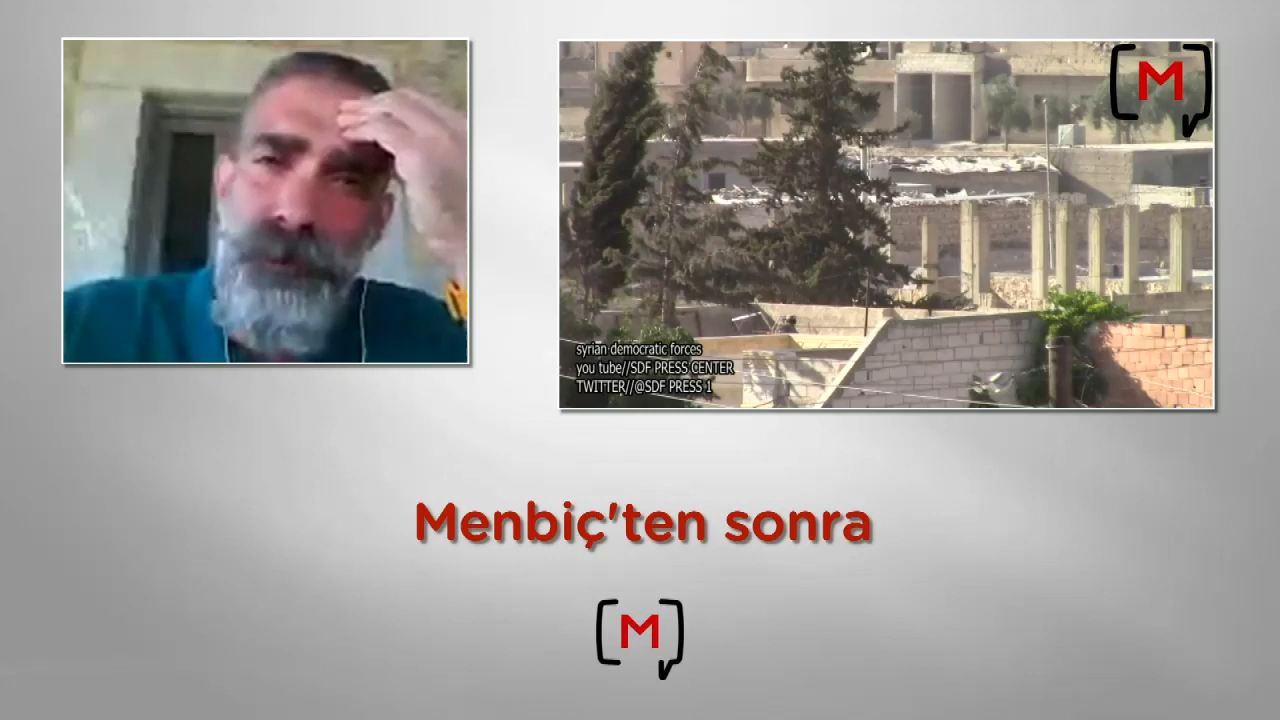 M
syrian democratic forces
you tube//SDF PRESS CENTER
TWITTER//@SDF PRESS 1
Menbiç'ten sonra
[M]